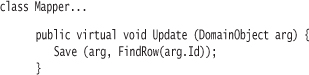 class Mapper...
public virtual void Update (DomainObject arg) {
Save (arg, FindRow(arg.Id));
}